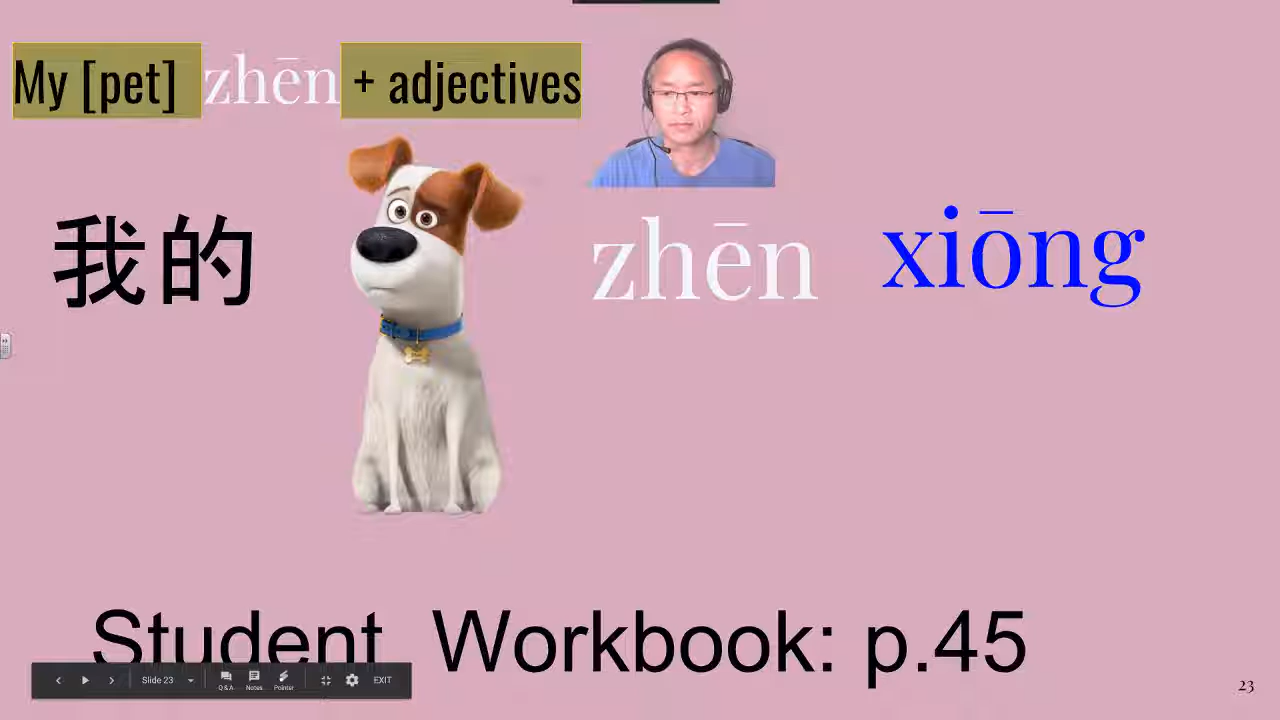 My [pet] zhēn + adjectives
我的 zhēn xiōng
Student Workbook: p.45
Slide 23 Q&A Notes Pointer EXIT
23